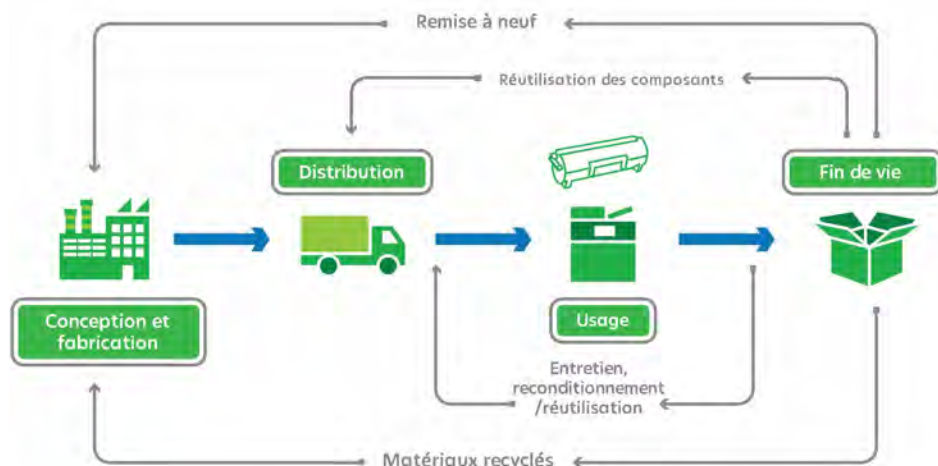 Remise à neuf
Réutilisation des composants
Distribution
Fin de vie
Conception et
fabrication
Usage
Entretien,
reconditionnement
/réutilisation
Matériaux recyclés